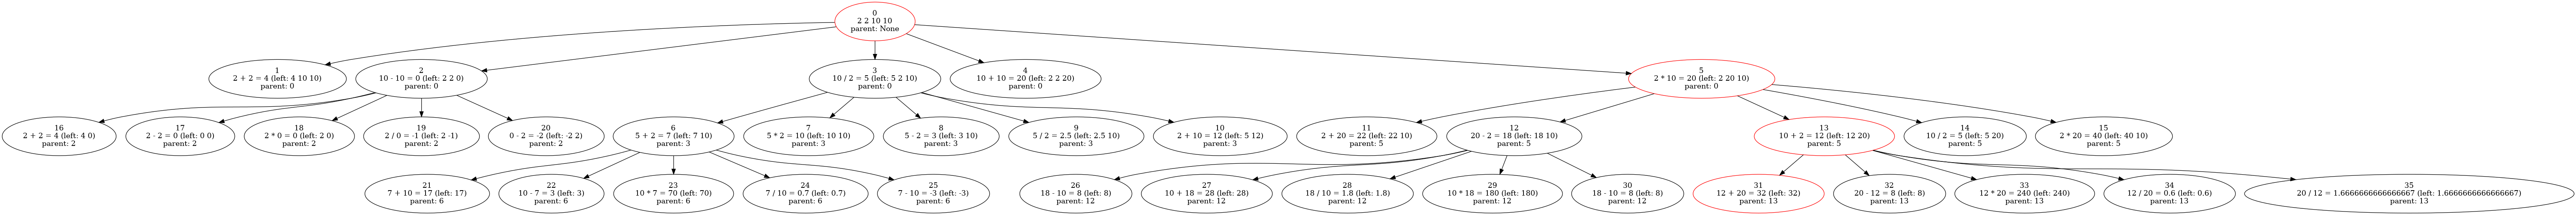 0
2 2 10 10
parent: None
1
2 + 2 = 4 (left: 4 10 10)
parent: 0
2
10 - 10 = 0 (left: 2 2 0)
parent: 0
3
10 / 2 = 5 (left: 5 2 10)
parent: 0
4
10 + 10 = 20 (left: 2 2 20)
parent: 0
5
2 * 10 = 20 (left: 2 20 10)
parent: 0
16
2 + 2 = 4 (left: 4 0)
parent: 2
17
2 - 2 = 0 (left: 0 0)
parent: 2
18
2 * 0 = 0 (left: 2 0)
parent: 2
19
2 / 0 = -1 (left: 2 -1)
parent: 2
20
0 - 2 = -2 (left: -2 2)
parent: 2
6
5 + 2 = 7 (left: 7 10)
parent: 3
7
5 * 2 = 10 (left: 10 10)
parent: 3
8
5 - 2 = 3 (left: 3 10)
parent: 3
9
5 / 2 = 2.5 (left: 2.5 10)
parent: 3
10
2 + 10 = 12 (left: 5 12)
parent: 3
11
2 + 20 = 22 (left: 22 10)
parent: 5
12
20 - 2 = 18 (left: 18 10)
parent: 5
13
10 + 2 = 12 (left: 12 20)
parent: 5
14
10 / 2 = 5 (left: 5 20)
parent: 5
15
2 * 20 = 40 (left: 40 10)
parent: 5
21
7 + 10 = 17 (left: 17)
parent: 6
22
10 - 7 = 3 (left: 3)
parent: 6
23
10 * 7 = 70 (left: 70)
parent: 6
24
7 / 10 = 0.7 (left: 0.7)
parent: 6
25
7 - 10 = -3 (left: -3)
parent: 6
26
18 - 10 = 8 (left: 8)
parent: 12
27
10 + 18 = 28 (left: 28)
parent: 12
28
18 / 10 = 1.8 (left: 1.8)
parent: 12
29
10 * 18 = 180 (left: 180)
parent: 12
30
18 - 10 = 8 (left: 8)
parent: 12
31
12 + 20 = 32 (left: 32)
parent: 13
32
20 - 12 = 8 (left: 8)
parent: 13
33
12 * 20 = 240 (left: 240)
parent: 13
34
12 / 20 = 0.6 (left: 0.6)
parent: 13
35
20 / 12 = 1.6666666666666667 (left: 1.6666666666666667)
parent: 13